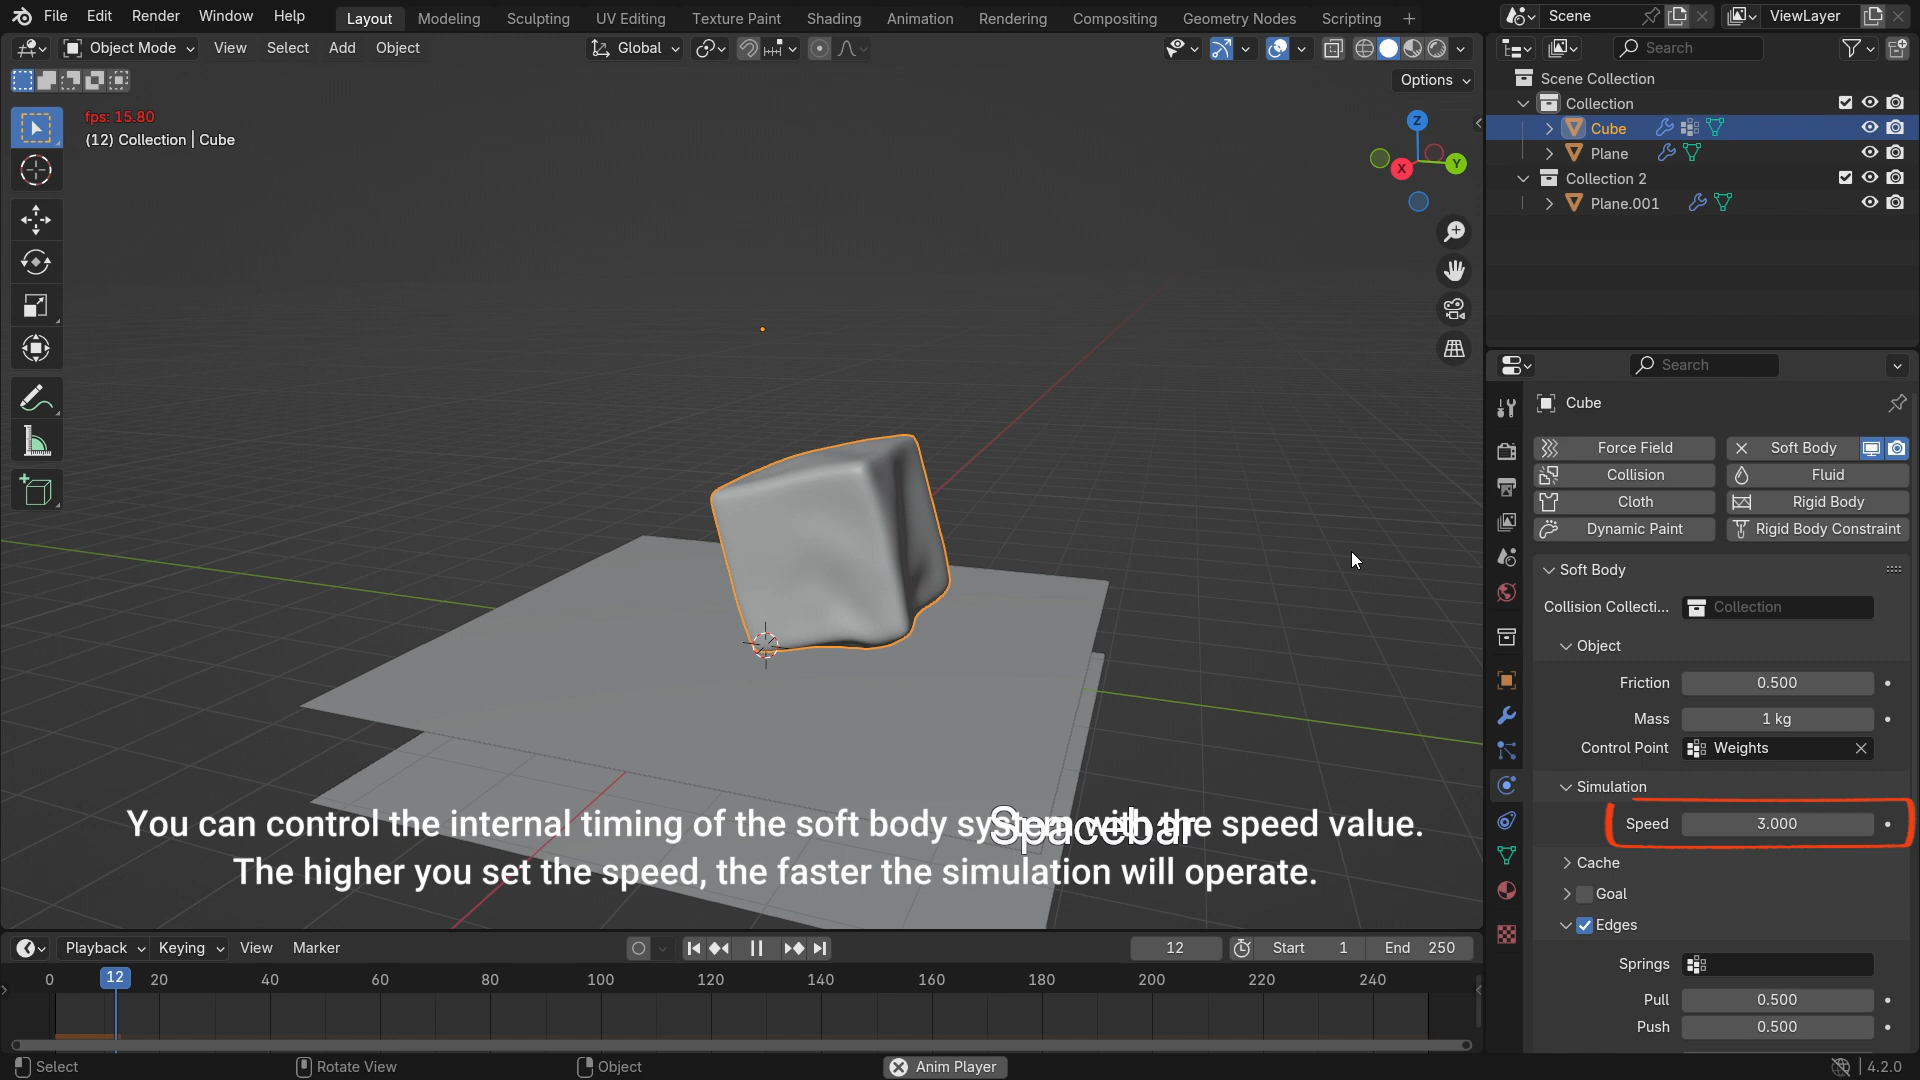 File Edit Render Window Help Layout Modeling Sculpting UV Editing Texture Paint Shading Animation Rendering Compositing Geometry Nodes Scripting + Scene ViewLayer
Object Mode View Select Add Object Global Search
Options
fps: 15.80
(12) Collection | Cube
Z
X Y
Scene Collection
Collection
Cube
Plane
Collection 2
Plane.001
Search
Cube
Force Field Soft Body
Collision Fluid
Cloth Rigid Body
Dynamic Paint Rigid Body Constraint
Soft Body
Collision Collecti... Collection
Object
Friction 0.500
Mass 1 kg
Control Point Weights
Simulation
Speed 3.000
Cache
Goal
Edges
Springs
Pull 0.500
Push 0.500
Spacebar
You can control the internal timing of the soft body system with the speed value.
The higher you set the speed, the faster the simulation will operate.
Playback Keying View Marker 12 Start 1 End 250
0 12 20 40 60 80 100 120 140 160 180 200 220 240
Select Rotate View Object Anim Player 4.2.0